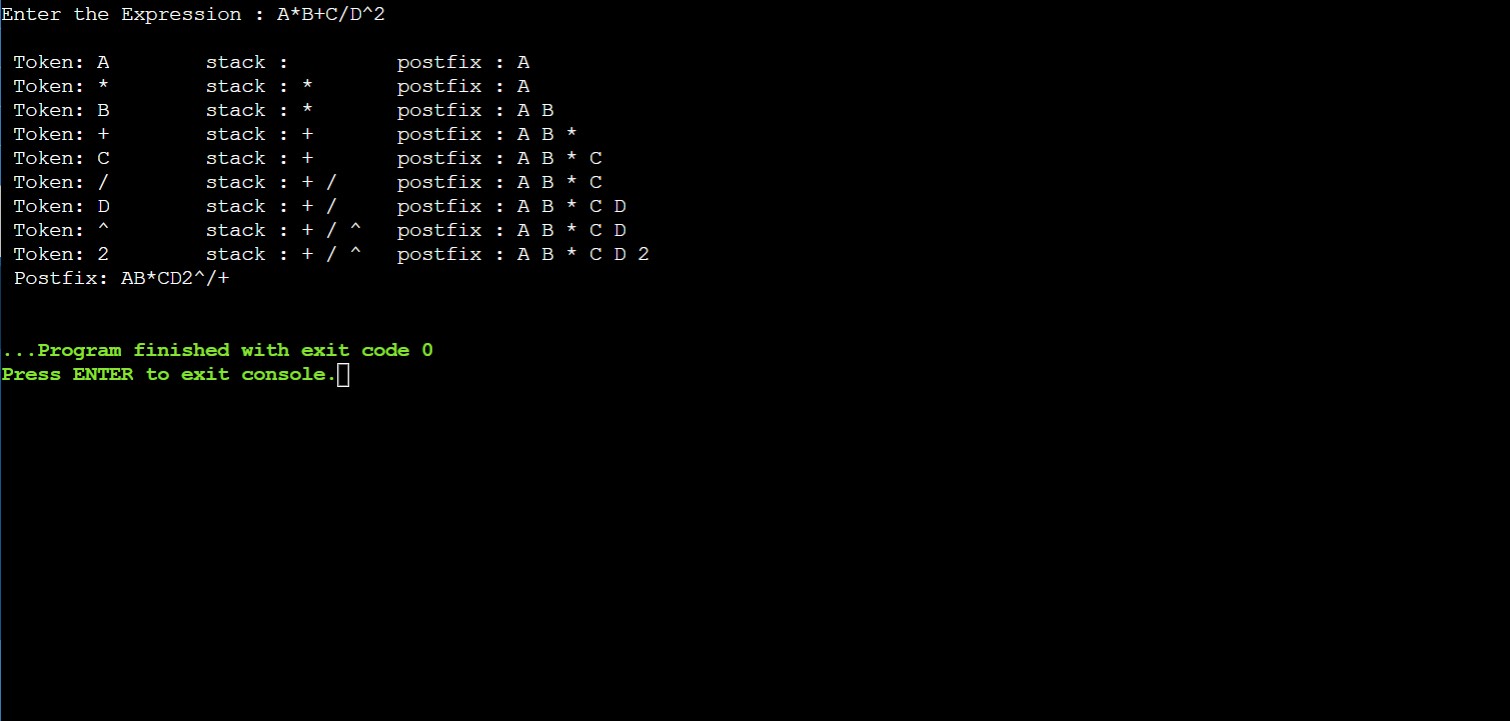 Enter the Expression : A*B+C/D^2
Token: A        stack :         postfix : A
Token: *        stack : *       postfix : A
Token: B        stack : *       postfix : A B
Token: +        stack : +       postfix : A B *
Token: C        stack : +       postfix : A B * C
Token: /        stack : + /     postfix : A B * C
Token: D        stack : + /     postfix : A B * C D
Token: ^        stack : + / ^   postfix : A B * C D
Token: 2        stack : + / ^   postfix : A B * C D 2
Postfix: AB*CD2^/+
...Program finished with exit code 0
Press ENTER to exit console.